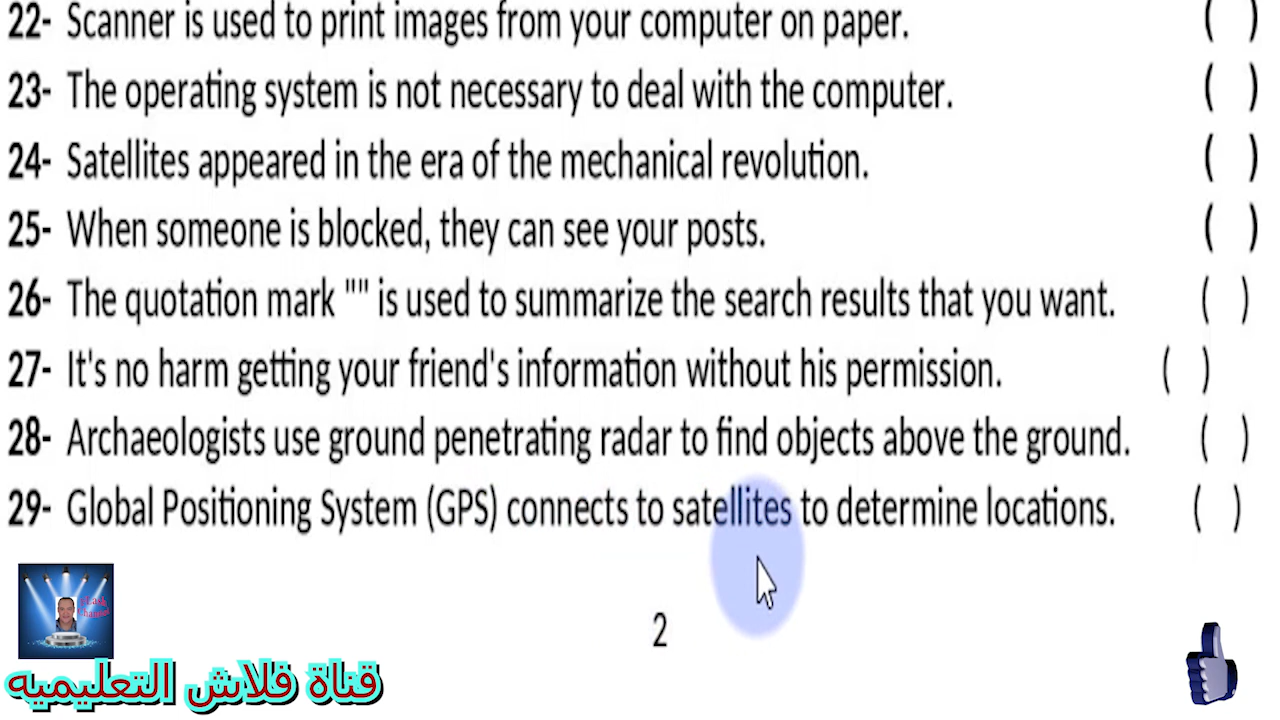 22- Scanner is used to print images from your computer on paper. ( )
23- The operating system is not necessary to deal with the computer. ( )
24- Satellites appeared in the era of the mechanical revolution. ( )
25- When someone is blocked, they can see your posts. ( )
26- The quotation mark "" is used to summarize the search results that you want. ( )
27- It's no harm getting your friend's information without his permission. ( )
28- Archaeologists use ground penetrating radar to find objects above the ground. ( )
29- Global Positioning System (GPS) connects to satellites to determine locations. ( )
2
قناة فلاش التعليميه